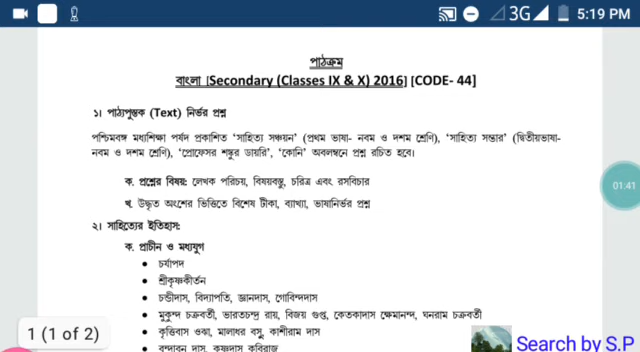 3G 5:19 PM
পাঠক্রম
বাংলা [Secondary (Classes IX & X) 2016] [CODE- 44]
১। পাঠ্যপুস্তক (Text) নির্ভর প্রশ্ন
পশ্চিমবঙ্গ মধ্যশিক্ষা পর্ষদ প্রকাশিত ‘সাহিত্য সঞ্চয়ন’ (প্রথম ভাষা- নবম ও দশম শ্রেণি), ‘সাহিত্য সম্ভার’ (দ্বিতীয়ভাষা-
নবম ও দশম শ্রেণি), ‘প্রোফেসর শঙ্কুর ডায়রি’, ‘কোনি’ অবলম্বনে প্রশ্ন রচিত হবে।
ক. প্রশ্নের বিষয়: লেখক পরিচয়, বিষয়বস্তু, চরিত্র এবং রসবিচার
01:41
খ. উদ্ধৃত অংশের ভিত্তিতে বিশেষ টীকা, ব্যাখ্যা, ভাষানির্ভর প্রশ্ন
২। সাহিত্যের ইতিহাস:
ক. প্রাচীন ও মধ্যযুগ
• চর্যাপদ
• শ্রীকৃষ্ণকীর্তন
• চণ্ডীদাস, বিদ্যাপতি, জ্ঞানদাস, গোবিন্দদাস
• মুকুন্দ চক্রবর্তী, ভারতচন্দ্র রায়, বিজয় গুপ্ত, কেতকাদাস ক্ষেমানন্দ, ঘনরাম চক্রবর্তী
• কৃত্তিবাস ওঝা, মালাধর বসু, কাশীরাম দাস
• বৃন্দাবন দাস, কৃষ্ণদাস কবিরাজ
1 (1 of 2)
Search by S.P